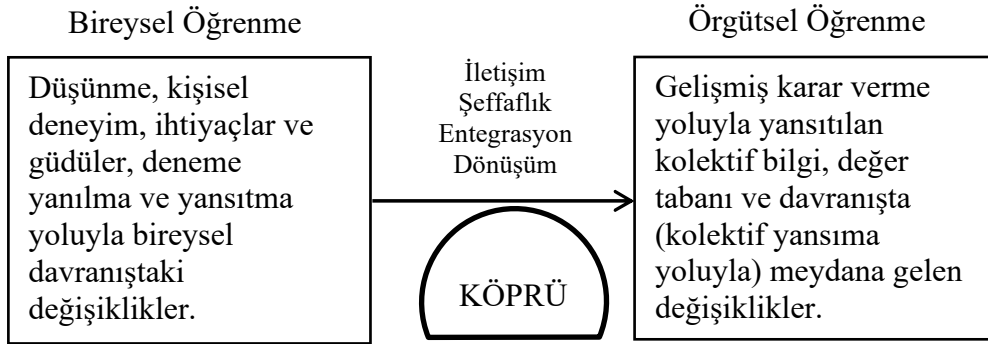 Bireysel Öğrenme
Düşünme, kişisel
deneyim, ihtiyaçlar ve
güdüler, deneme
yanılma ve yansıtma
yoluyla bireysel
davranıştaki
değişiklikler.
İletişim
Şeffaflık
Entegrasyon
Dönüşüm
KÖPRÜ
Örgütsel Öğrenme
Gelişmiş karar verme
yoluyla yansıtılan
kolektif bilgi, değer
tabanı ve davranışta
(kolektif yansıma
yoluyla) meydana gelen
değişiklikler.